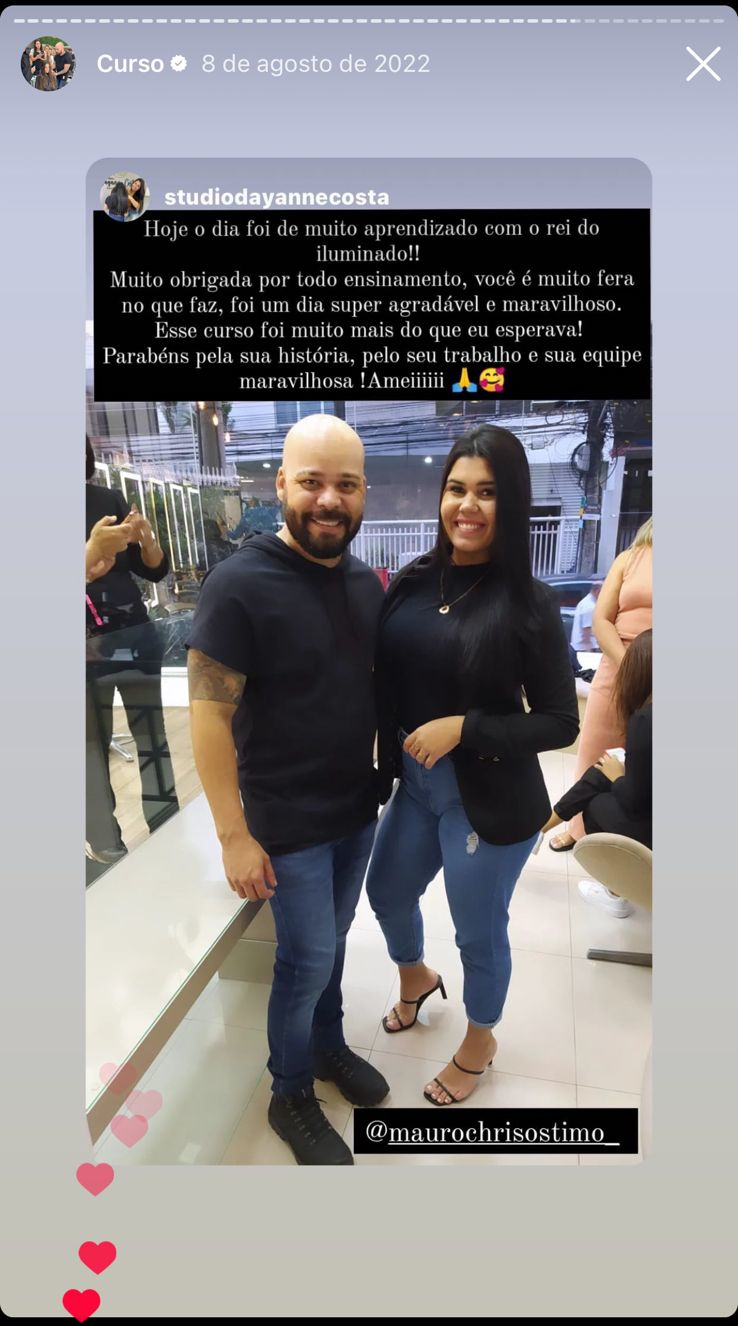 Curso 8 de agosto de 2022
studiodayannecosta
Hoje o dia foi de muito aprendizado com o rei do
iluminado!!
Muito obrigada por todo ensinamento, você é muito fera
no que faz, foi um dia super agradável e maravilhoso.
Esse curso foi muito mais do que eu esperava!
Parabéns pela sua história, pelo seu trabalho e sua equipe
maravilhosa !Ameiiiiii 🙏🥰
@maurochrisostimo_